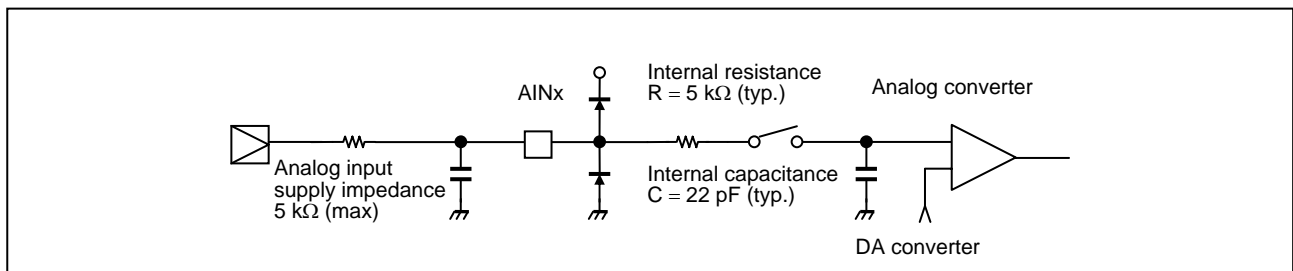 AINx
Internal resistance
R = 5 kΩ (typ.)
Analog converter
Analog input
supply impedance
5 kΩ (max)
Internal capacitance
C = 22 pF (typ.)
DA converter